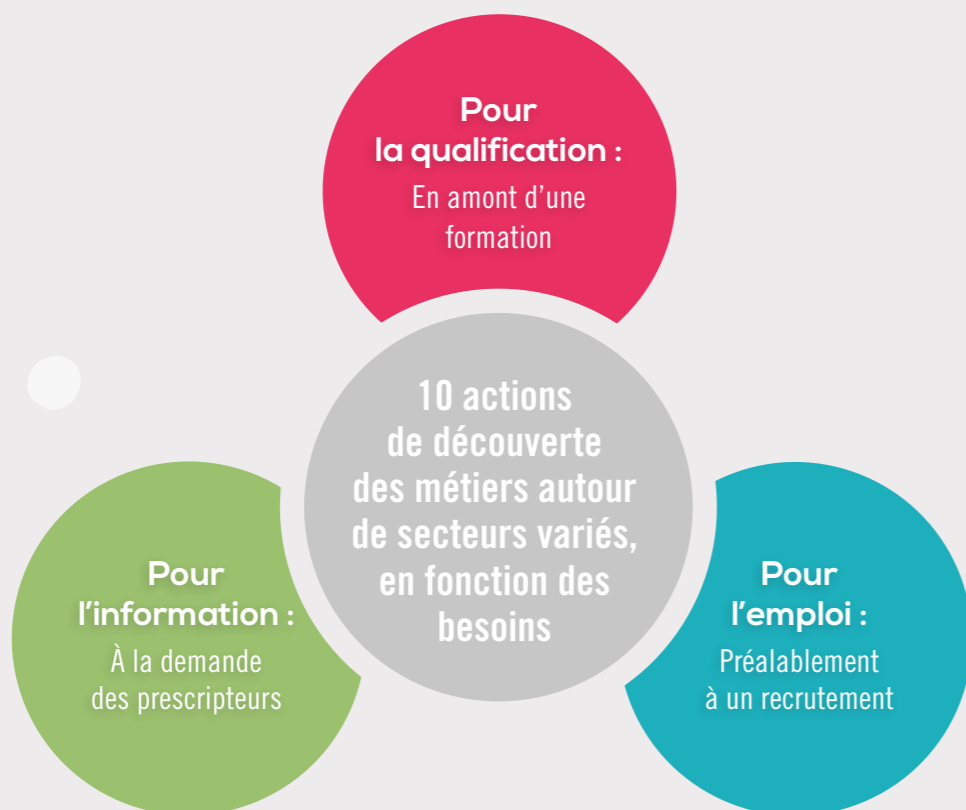 Pour
la qualification :
En amont d’une
formation
10 actions
de découverte
des métiers autour
de secteurs variés,
en fonction des
besoins
Pour
l’information :
À la demande
des prescripteurs
Pour
l’emploi :
Préalablement
à un recrutement